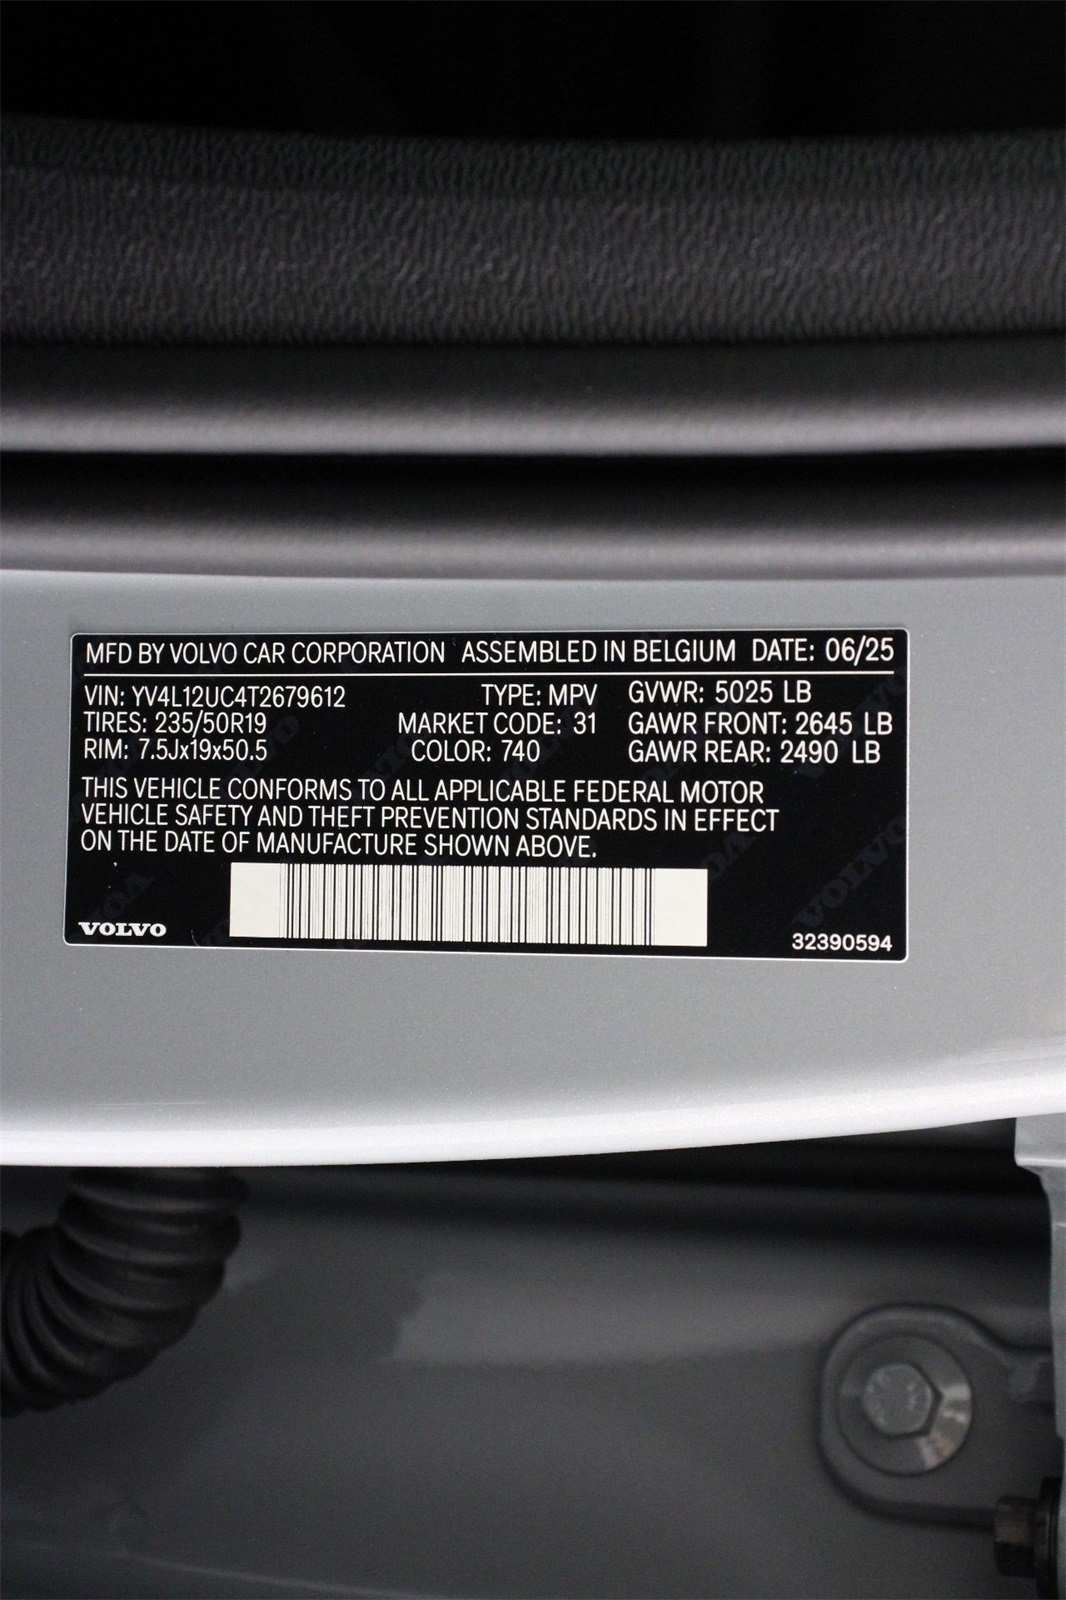 MFD BY VOLVO CAR CORPORATION ASSEMBLED IN BELGIUM DATE: 06/25
VIN: YV4L12UC4T2679612 TYPE: MPV GVWR: 5025 LB
TIRES: 235/50R19 MARKET CODE: 31 GAWR FRONT: 2645 LB
RIM: 7.5Jx19x50.5 COLOR: 740 GAWR REAR: 2490 LB
THIS VEHICLE CONFORMS TO ALL APPLICABLE FEDERAL MOTOR
VEHICLE SAFETY AND THEFT PREVENTION STANDARDS IN EFFECT
ON THE DATE OF MANUFACTURE SHOWN ABOVE.
VOLVO 32390594